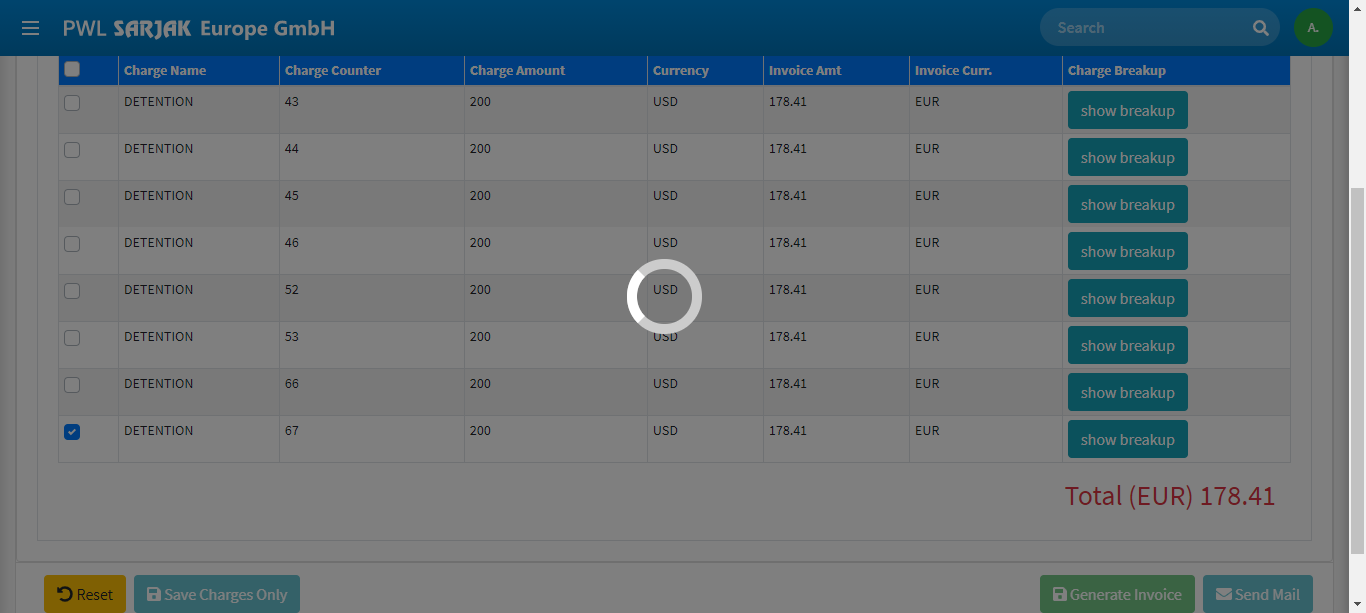 PWL SARJAK Europe GmbH Search A.
Charge Name Charge Counter Charge Amount Currency Invoice Amt Invoice Curr. Charge Breakup
DETENTION 43 200 USD 178.41 EUR show breakup
DETENTION 44 200 USD 178.41 EUR show breakup
DETENTION 45 200 USD 178.41 EUR show breakup
DETENTION 46 200 USD 178.41 EUR show breakup
DETENTION 52 200 USD 178.41 EUR show breakup
DETENTION 53 200 USD 178.41 EUR show breakup
DETENTION 66 200 USD 178.41 EUR show breakup
DETENTION 67 200 USD 178.41 EUR show breakup
Total (EUR) 178.41
Reset Save Charges Only Generate Invoice Send Mail